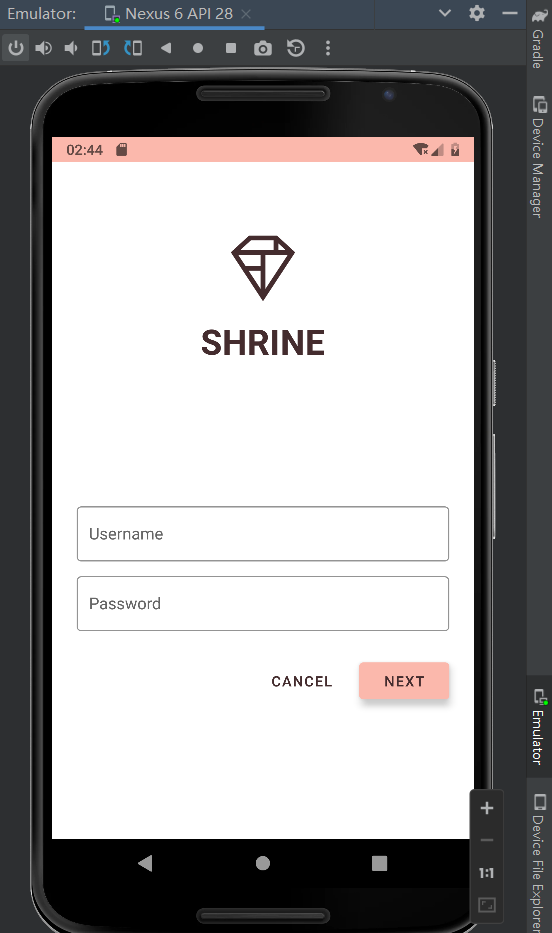 Emulator: Nexus 6 API 28
Gradle
Device Manager
02:44
SHRINE
Username
Password
CANCEL NEXT
Emulator
Device File Explorer
1:1